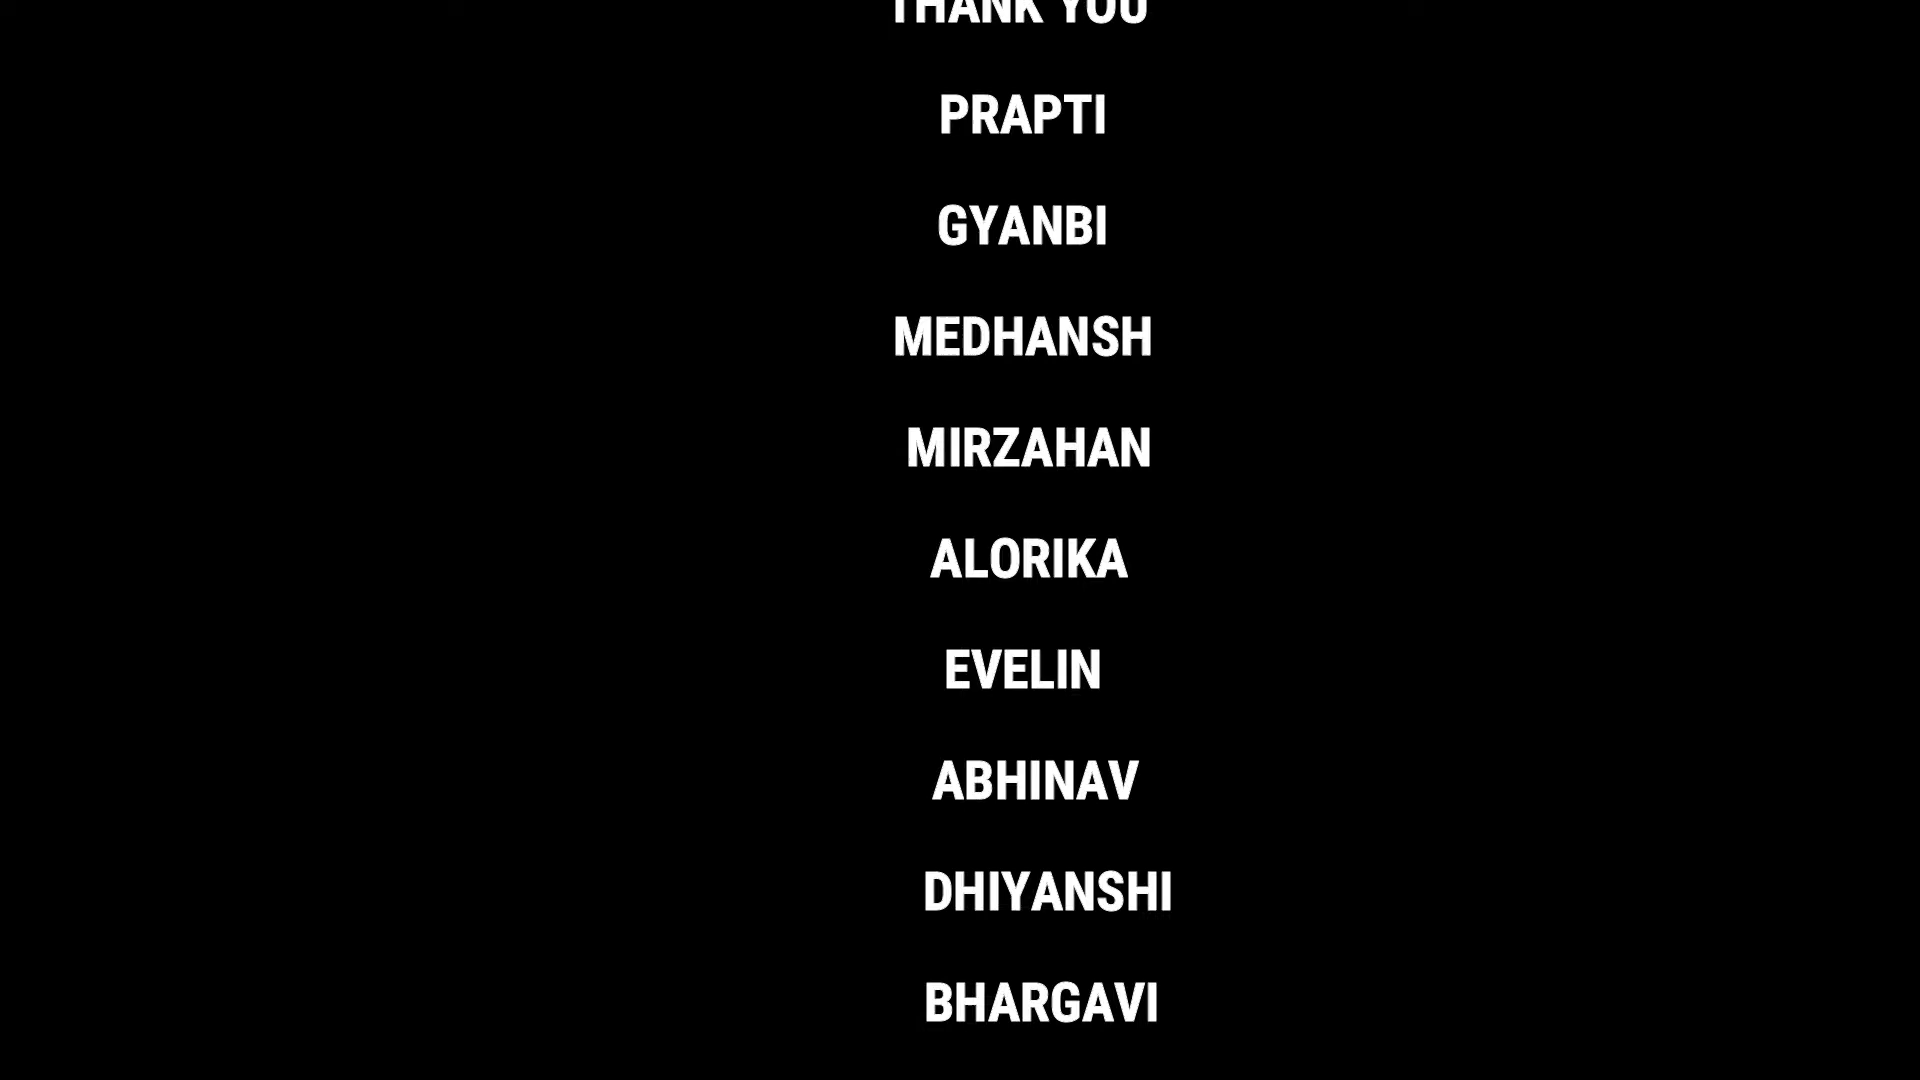 THANK YOU
PRAPTI
GYANBI
MEDHANSH
MIRZAHAN
ALORIKA
EVELIN
ABHINAV
DHIYANSHI
BHARGAVI